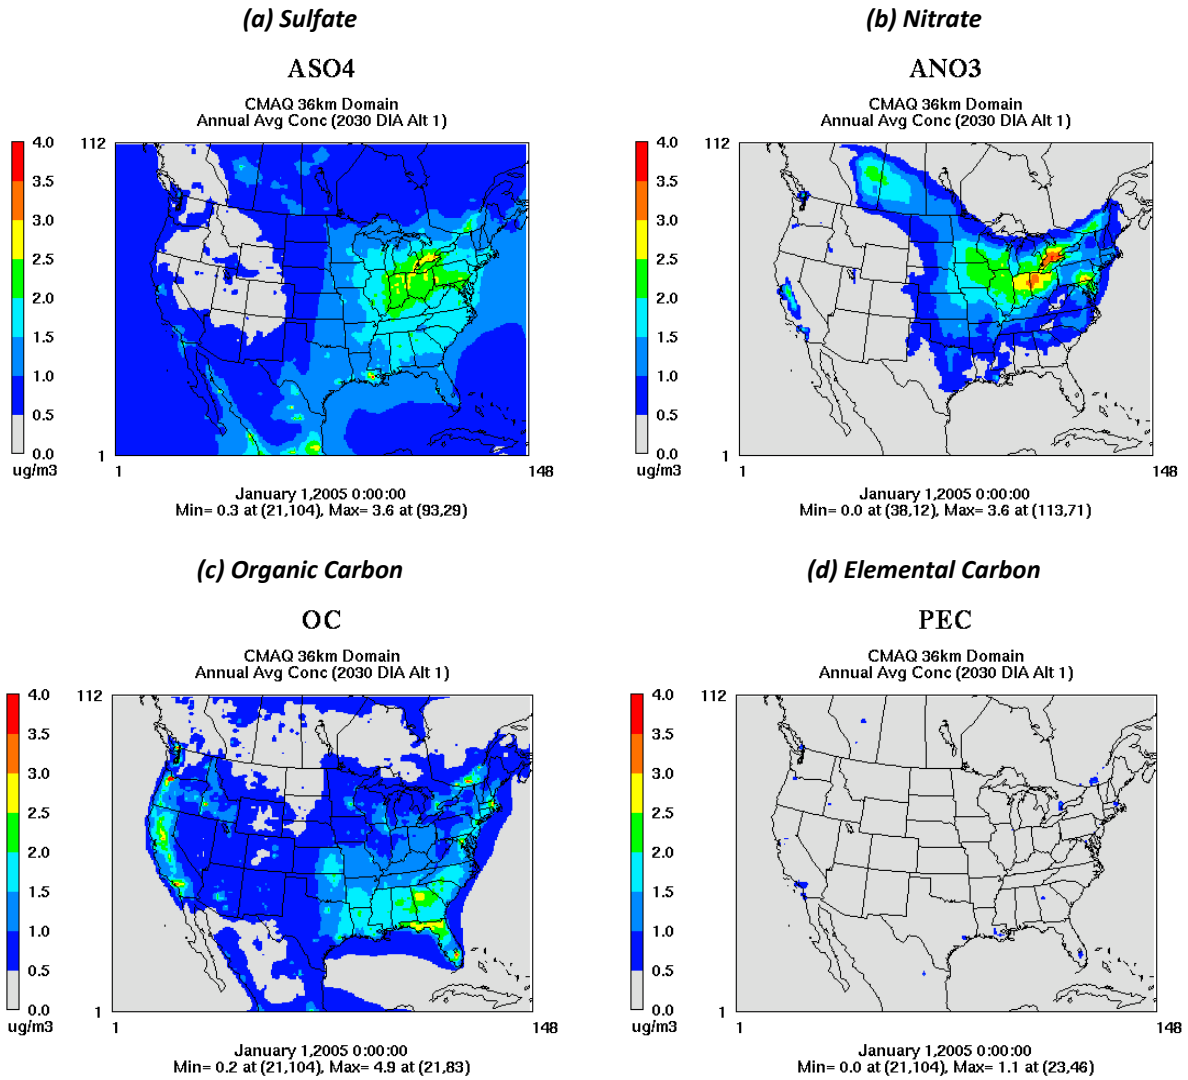 (a) Sulfate
ASO4
CMAQ 36km Domain
Annual Avg Conc (2030 DIA Alt 1)
4.0
3.5
3.0
2.5
2.0
1.5
1.0
0.5
0.0
ug/m3
112
1
1
148
January 1,2005 0:00:00
Min= 0.3 at (21,104), Max= 3.6 at (93,29)
(b) Nitrate
ANO3
CMAQ 36km Domain
Annual Avg Conc (2030 DIA Alt 1)
4.0
3.5
3.0
2.5
2.0
1.5
1.0
0.5
0.0
ug/m3
112
1
1
148
January 1,2005 0:00:00
Min= 0.0 at (38,12), Max= 3.6 at (113,71)
(c) Organic Carbon
OC
CMAQ 36km Domain
Annual Avg Conc (2030 DIA Alt 1)
4.0
3.5
3.0
2.5
2.0
1.5
1.0
0.5
0.0
ug/m3
112
1
1
148
January 1,2005 0:00:00
Min= 0.2 at (21,104), Max= 4.9 at (21,83)
(d) Elemental Carbon
PEC
CMAQ 36km Domain
Annual Avg Conc (2030 DIA Alt 1)
4.0
3.5
3.0
2.5
2.0
1.5
1.0
0.5
0.0
ug/m3
112
1
1
148
January 1,2005 0:00:00
Min= 0.0 at (21,104), Max= 1.1 at (23,46)